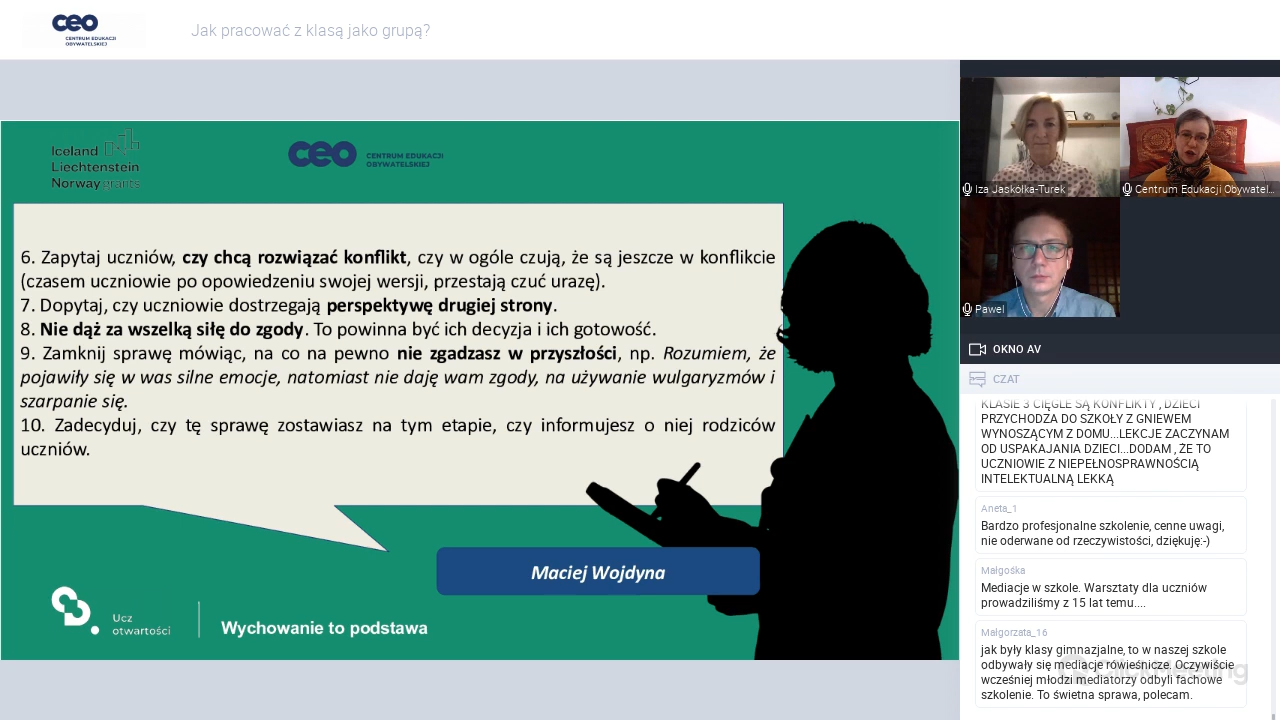 ceo
CENTRUM EDUKACJI
OBYWATELSKIEJ
Jak pracować z klasą jako grupą?
Iceland
Liechtenstein
Norway grants
ceo
CENTRUM EDUKACJI
OBYWATELSKIEJ
6. Zapytaj uczniów, czy chcą rozwiązać konflikt, czy w ogóle czują, że są jeszcze w konflikcie
(czasem uczniowie po opowiedzeniu swojej wersji, przestają czuć urazę).
7. Dopytaj, czy uczniowie dostrzegają perspektywę drugiej strony.
8. Nie dąż za wszelką siłę do zgody. To powinna być ich decyzja i ich gotowość.
9. Zamknij sprawę mówiąc, na co na pewno nie zgadzasz w przyszłości, np. Rozumiem, że
pojawiły się w was silne emocje, natomiast nie daję wam zgody, na używanie wulgaryzmów i
szarpanie się.
10. Zadecyduj, czy tę sprawę zostawiasz na tym etapie, czy informujesz o niej rodziców
uczniów.
Maciej Wojdyna
Ucz
otwartości
Wychowanie to podstawa
Iza Jaskółka-Turek
Centrum Edukacji Obywatel...
Paweł
OKNO AV
CZAT
KLASIE 3 CIĘGLE SĄ KONFLIKTY , DZIECI
PRZYCHODZA DO SZKOŁY Z GNIEWEM
WYNOSZĄCYM Z DOMU...LEKCJE ZACZYNAM
OD USPAKAJANIA DZIECI...DODAM , ŻE TO
UCZNIOWIE Z NIEPEŁNOSPRAWNOŚCIĄ
INTELEKTUALNĄ LEKKĄ
Aneta_1
Bardzo profesjonalne szkolenie, cenne uwagi,
nie oderwane od rzeczywistości, dziękuję:-)
Małgośka
Mediacje w szkole. Warsztaty dla uczniów
prowadziliśmy z 15 lat temu....
Małgorzata_16
jak były klasy gimnazjalne, to w naszej szkole
odbywały się mediacje rówieśnicze. Oczywiście
wcześniej młodzi mediatorzy odbyli fachowe
szkolenie. To świetna sprawa, polecam.